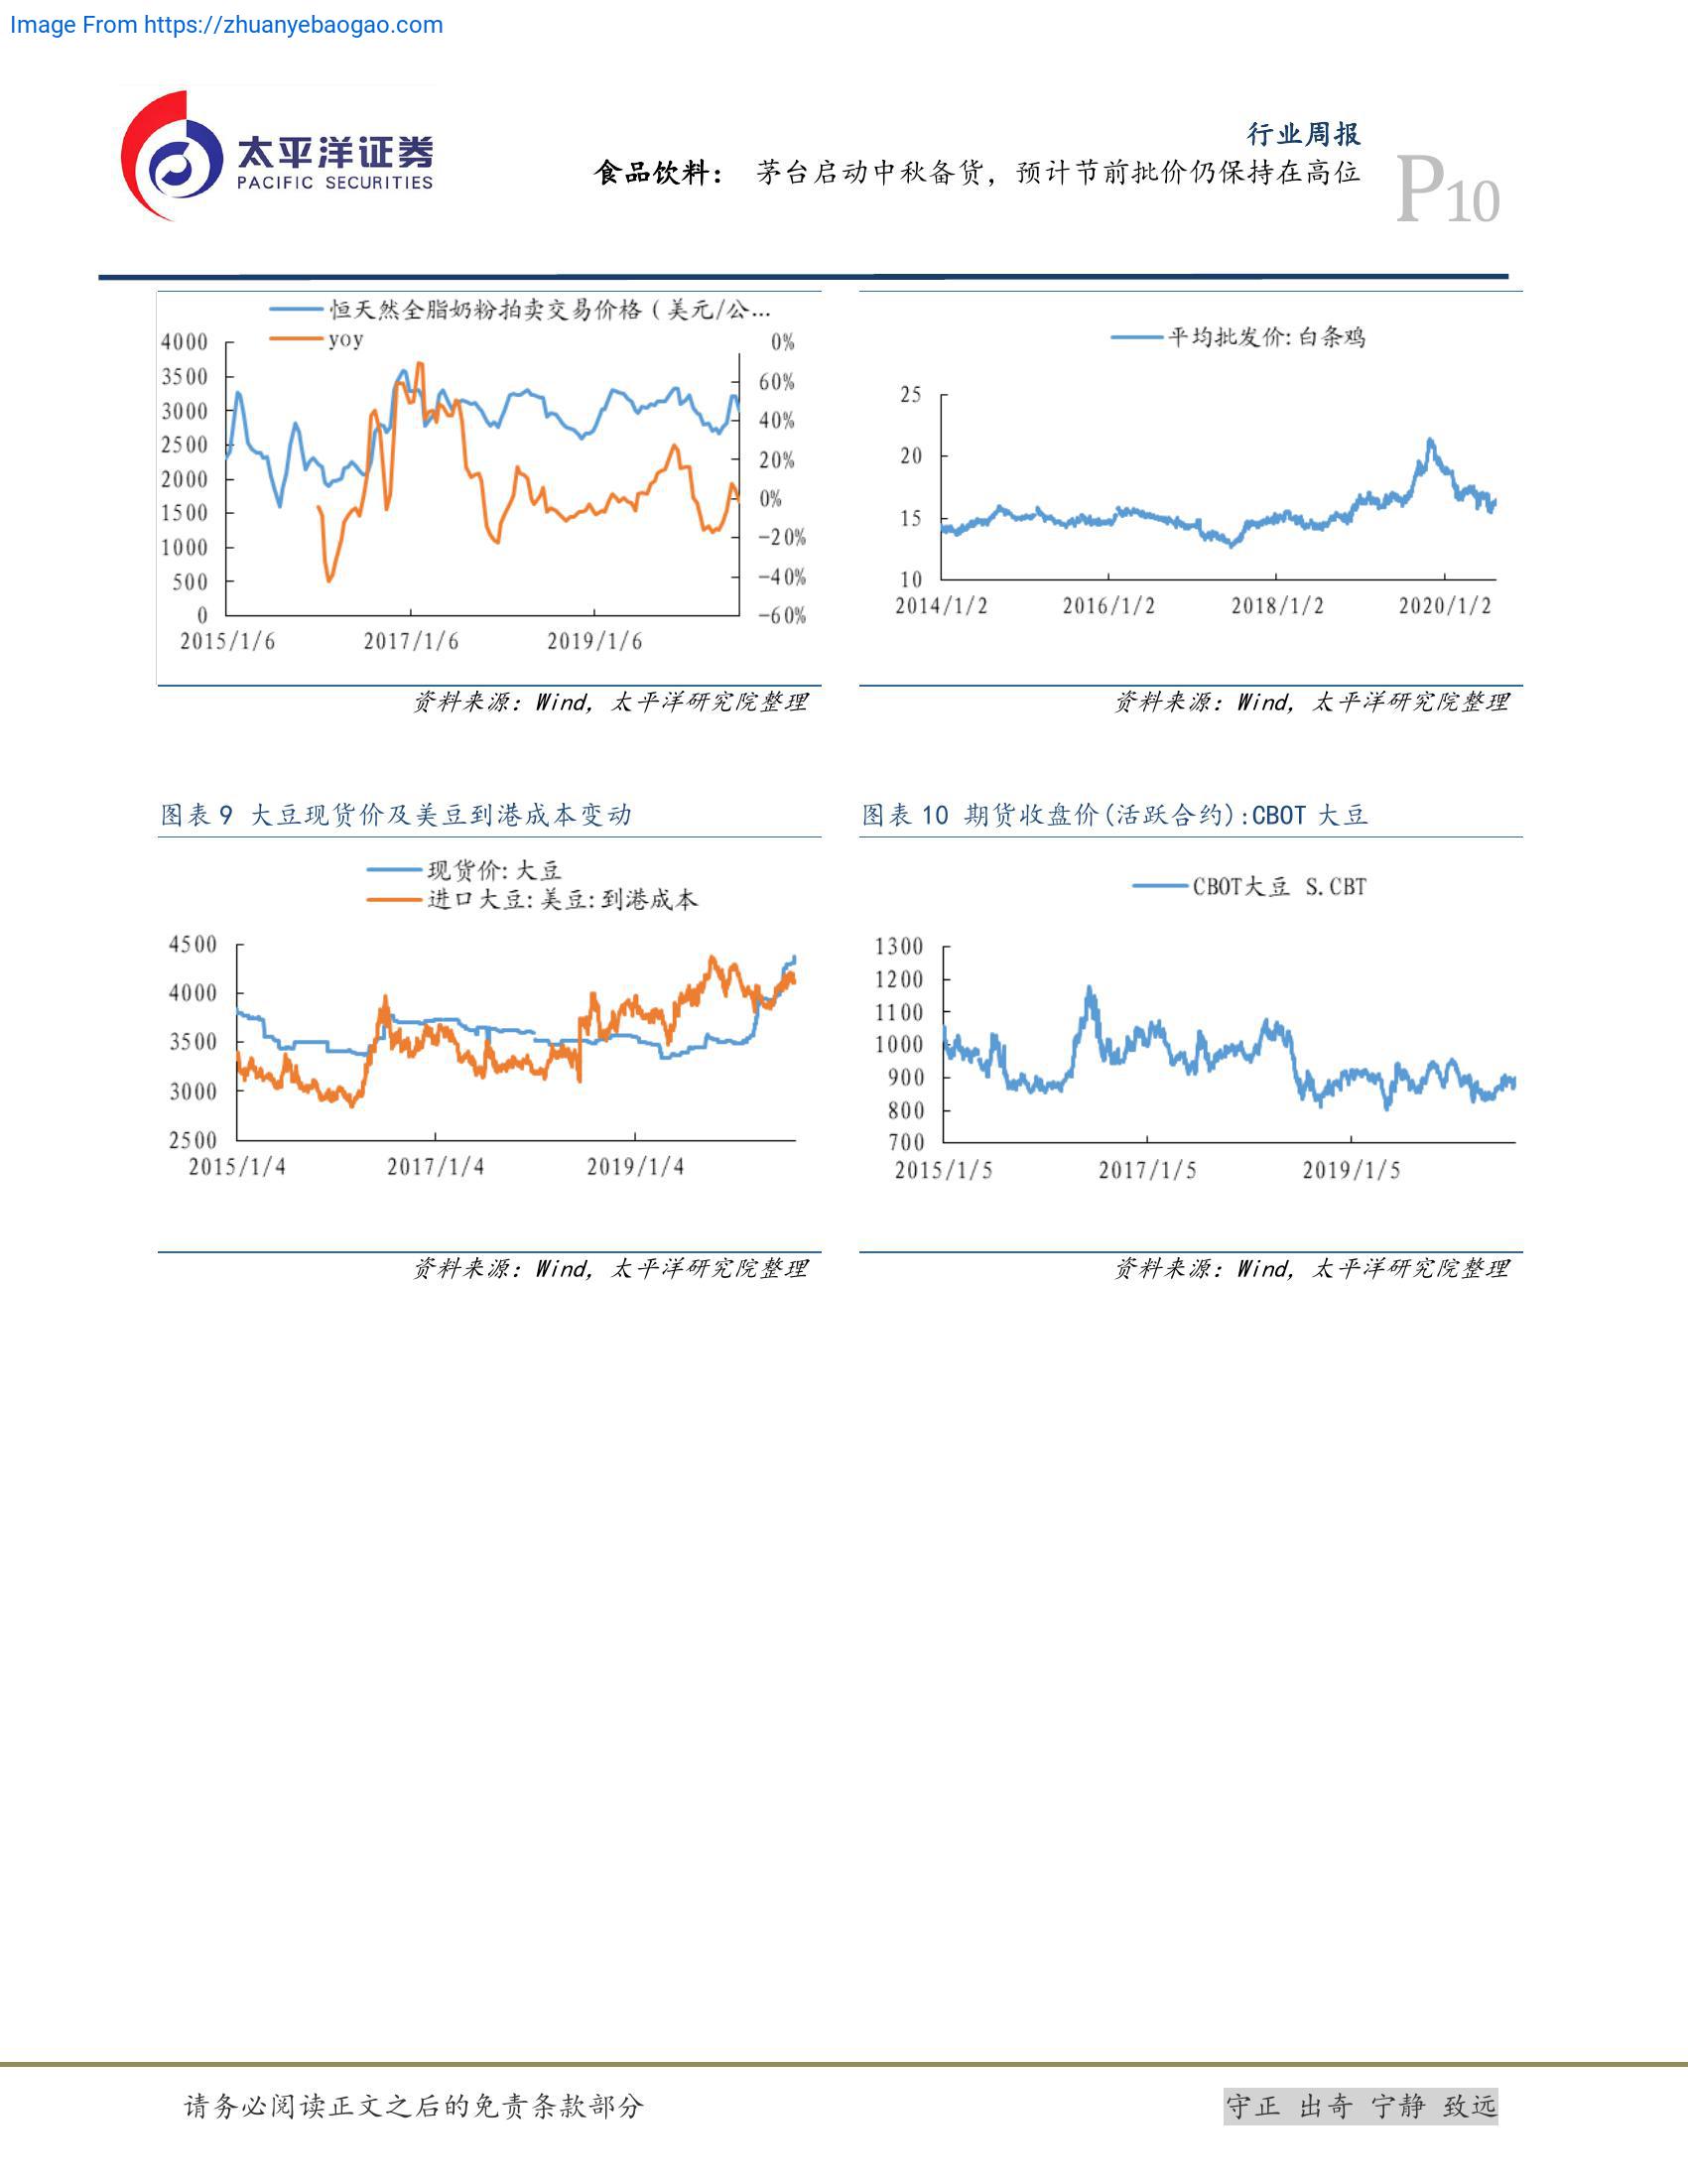 Image From https://zhuanyebaogao.com
太平洋证券
PACIFIC SECURITIES
行业周报
食品饮料： 茅台启动中秋备货，预计节前批价仍保持在高位
P10
恒天然全脂奶粉拍卖交易价格（美元/公...
yoy
4000
3500
3000
2500
2000
1500
1000
500
0
0%
60%
40%
20%
0%
-20%
-40%
-60%
2015/1/6 2017/1/6 2019/1/6
资料来源：Wind，太平洋研究院整理
平均批发价:白条鸡
25
20
15
10
2014/1/2 2016/1/2 2018/1/2 2020/1/2
资料来源：Wind，太平洋研究院整理
图表 9 大豆现货价及美豆到港成本变动
现货价:大豆
进口大豆:美豆:到港成本
4500
4000
3500
3000
2500
2015/1/4 2017/1/4 2019/1/4
资料来源：Wind，太平洋研究院整理
图表 10 期货收盘价(活跃合约):CBOT 大豆
CBOT大豆 S.CBT
1300
1200
1100
1000
900
800
700
2015/1/5 2017/1/5 2019/1/5
资料来源：Wind，太平洋研究院整理
请务必阅读正文之后的免责条款部分
守正 出奇 宁静 致远